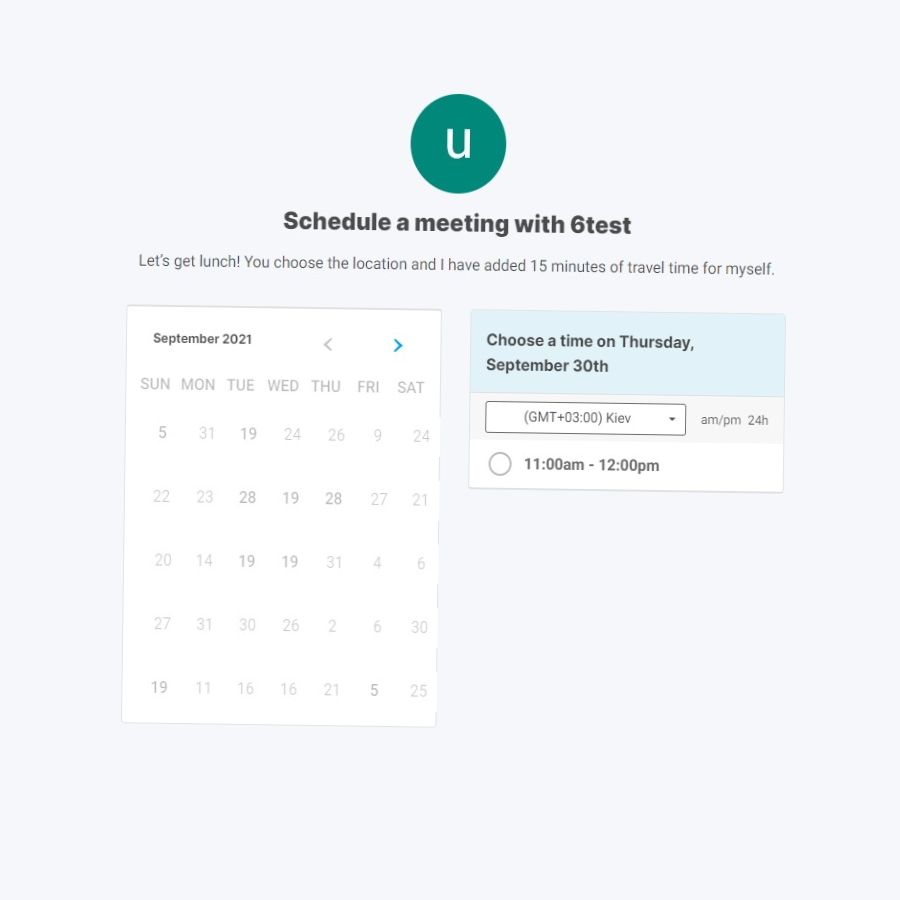 u
Schedule a meeting with 6test
Let's get lunch! You choose the location and I have added 15 minutes of travel time for myself.
September 2021
SUN MON TUE WED THU FRI SAT
5 31 19 24 26 9 24
22 23 28 19 28 27 21
20 14 19 19 31 4 6
27 31 30 26 2 6 30
19 11 16 16 21 5 25
Choose a time on Thursday,
September 30th
(GMT+03:00) Kiev am/pm 24h
11:00am - 12:00pm